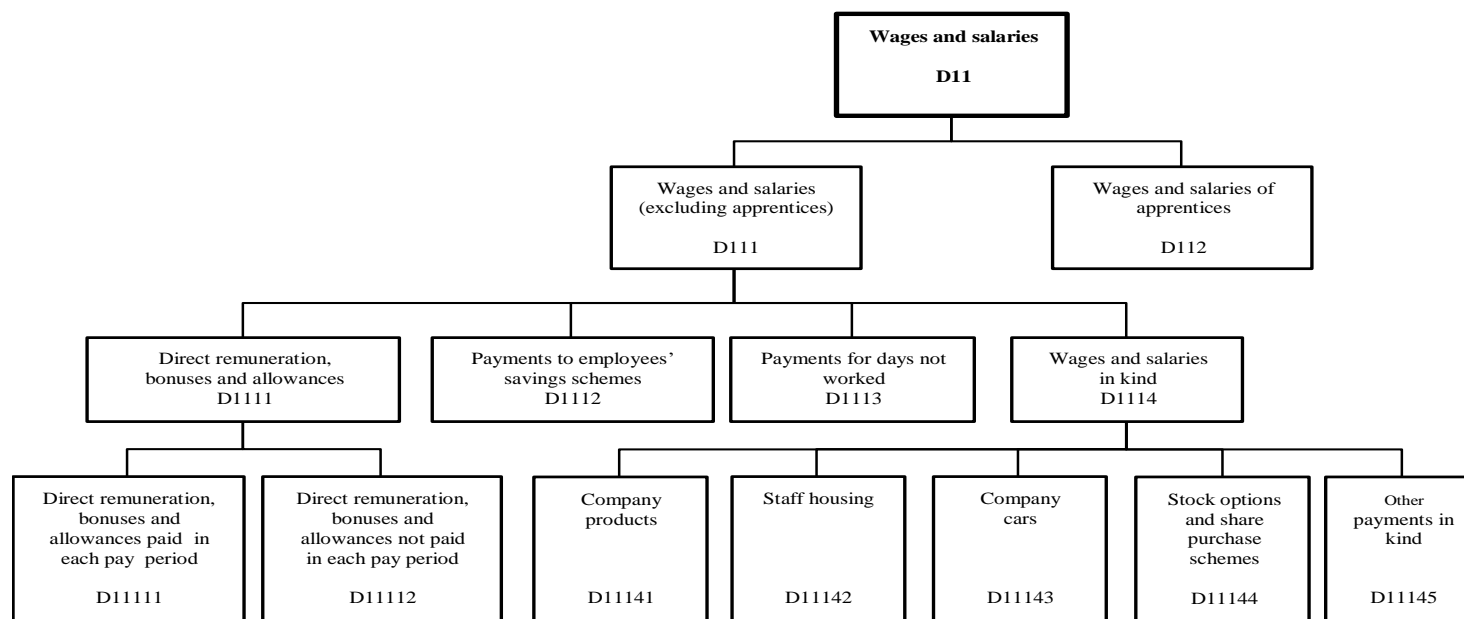 Wages and salaries
D11
Wages and salaries
(excluding apprentices)
D111
Wages and salaries of
apprentices
D112
Direct remuneration,
bonuses and allowances
D1111
Payments to employees’
savings schemes
D1112
Payments for days not
worked
D1113
Wages and salaries
in kind
D1114
Direct remuneration,
bonuses and
allowances paid in
each pay period
D11111
Direct remuneration,
bonuses and
allowances not paid
in each pay period
D11112
Company
products
D11141
Staff housing
D11142
Company
cars
D11143
Stock options
and share
purchase
schemes
D11144
Other
payments in
kind
D11145